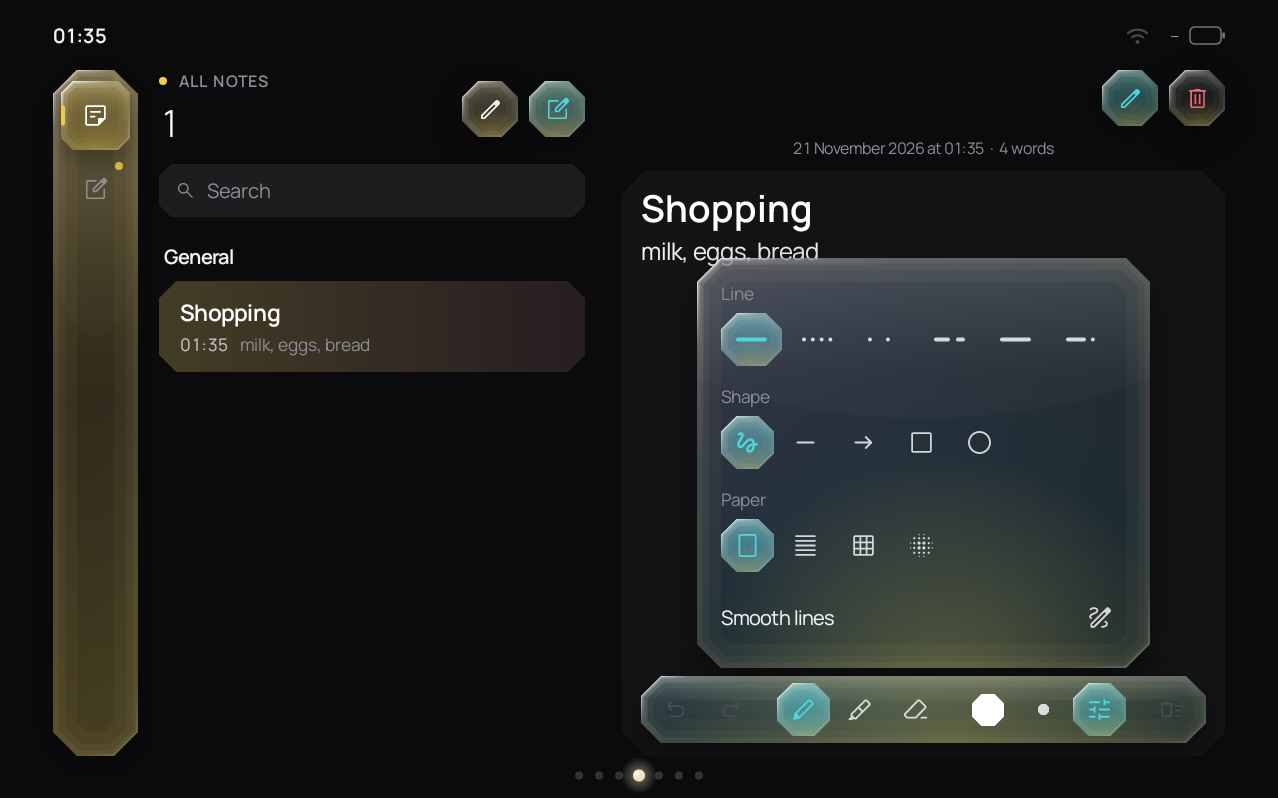 01:35
–
ALL NOTES
1
Search
General
Shopping
01:35 milk, eggs, bread
21 November 2026 at 01:35 · 4 words
Shopping
milk, eggs, bread
Line
Shape
Paper
Smooth lines